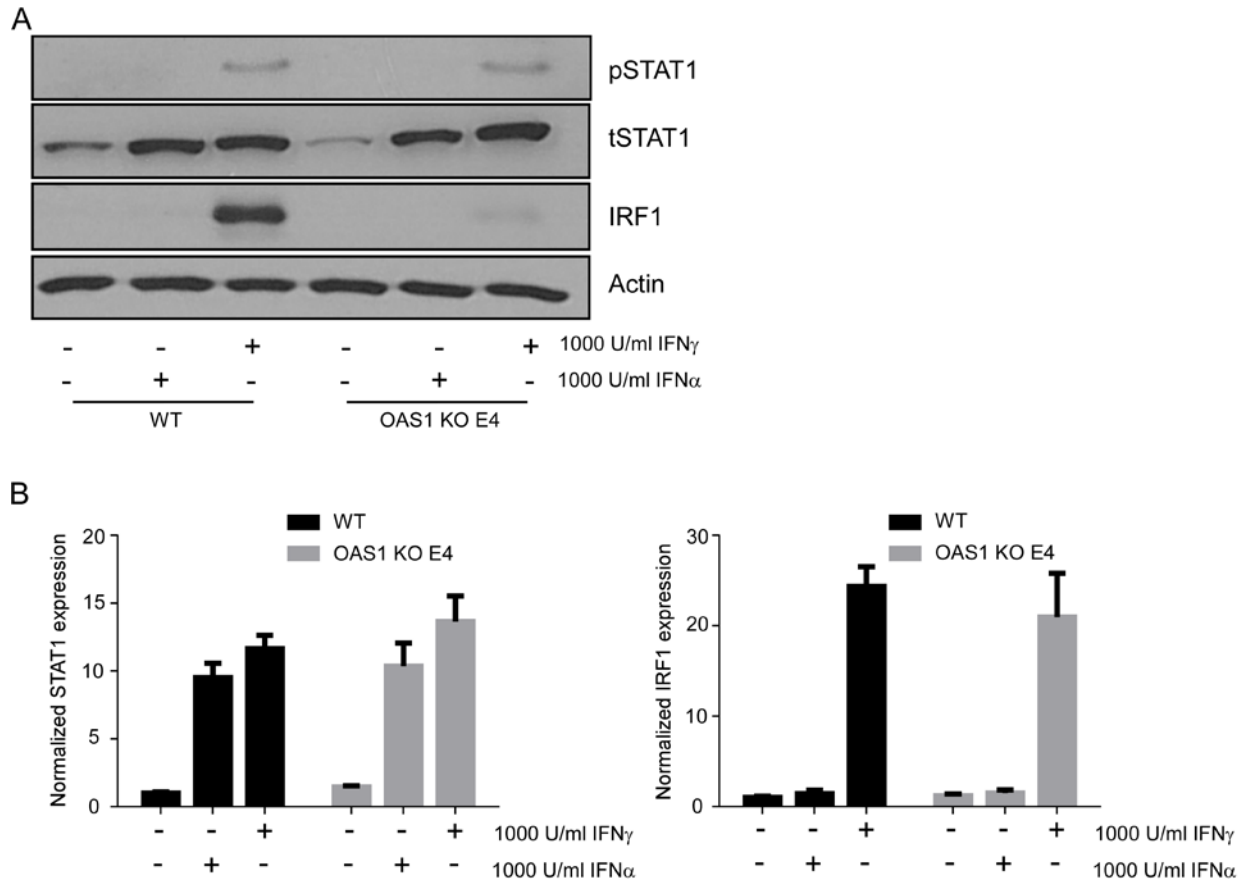 A
pSTAT1
tSTAT1
IRF1
Actin
- - + - - + 1000 U/ml IFNγ
- + - - + - 1000 U/ml IFNα
WT OAS1 KO E4
B
WT
OAS1 KO E4
Normalized STAT1 expression
20
15
10
5
0
- - + - - + 1000 U/ml IFNγ
- + - - + - 1000 U/ml IFNα
WT
OAS1 KO E4
Normalized IRF1 expression
30
20
10
0
- - + - - + 1000 U/ml IFNγ
- + - - + - 1000 U/ml IFNα